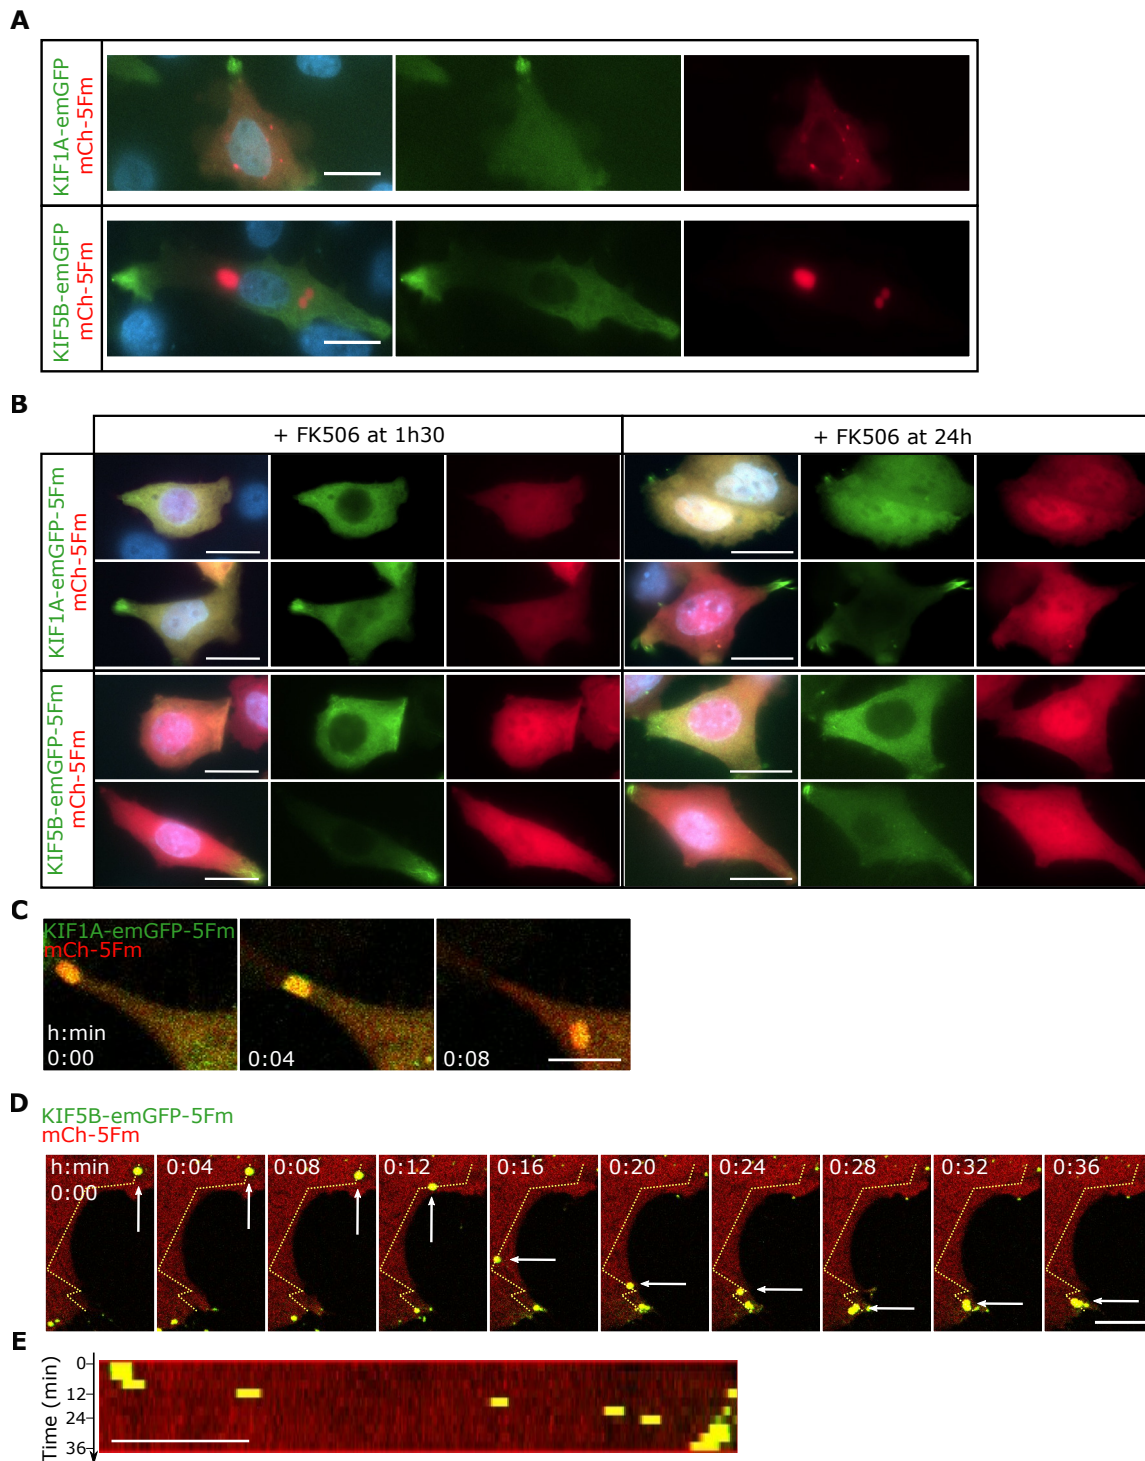 A
KIF1A-emGFP
mCh-5Fm
KIF5B-emGFP
mCh-5Fm
B
+ FK506 at 1h30
+ FK506 at 24h
KIF1A-emGFP-5Fm
mCh-5Fm
KIF5B-emGFP-5Fm
mCh-5Fm
C
KIF1A-emGFP-5Fm
mCh-5Fm
h:min
0:00
0:04
0:08
D
KIF5B-emGFP-5Fm
mCh-5Fm
h:min
0:00
0:04
0:08
0:12
0:16
0:20
0:24
0:28
0:32
0:36
E
Time (min)
0
12
24
36